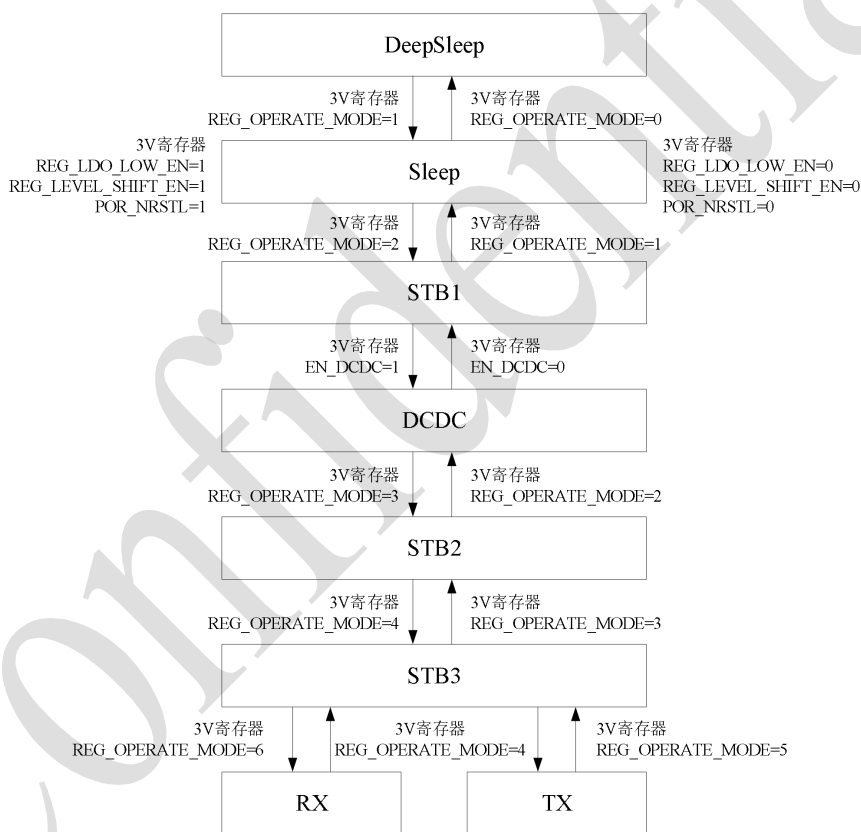 DeepSleep
3V寄存器
REG_OPERATE_MODE=1
3V寄存器
REG_OPERATE_MODE=0
3V寄存器
REG_LDO_LOW_EN=1
REG_LEVEL_SHIFT_EN=1
POR_NRSTL=1
Sleep
3V寄存器
REG_LDO_LOW_EN=0
REG_LEVEL_SHIFT_EN=0
POR_NRSTL=0
3V寄存器
REG_OPERATE_MODE=2
3V寄存器
REG_OPERATE_MODE=1
STB1
3V寄存器
EN_DCDC=1
3V寄存器
EN_DCDC=0
DCDC
3V寄存器
REG_OPERATE_MODE=3
3V寄存器
REG_OPERATE_MODE=2
STB2
3V寄存器
REG_OPERATE_MODE=4
3V寄存器
REG_OPERATE_MODE=3
STB3
3V寄存器
REG_OPERATE_MODE=6
3V寄存器
REG_OPERATE_MODE=4
3V寄存器
REG_OPERATE_MODE=5
RX
TX
Confidential